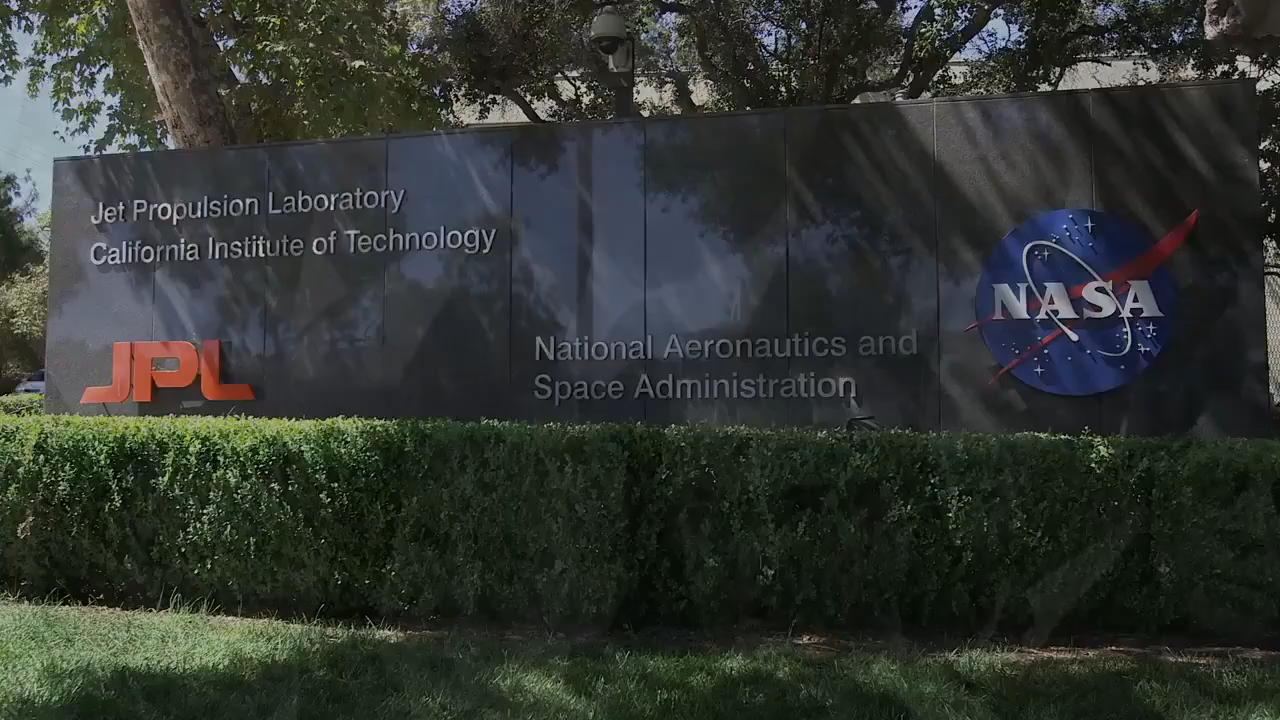 Jet Propulsion Laboratory
California Institute of Technology
JPL
National Aeronautics and
Space Administration
NASA